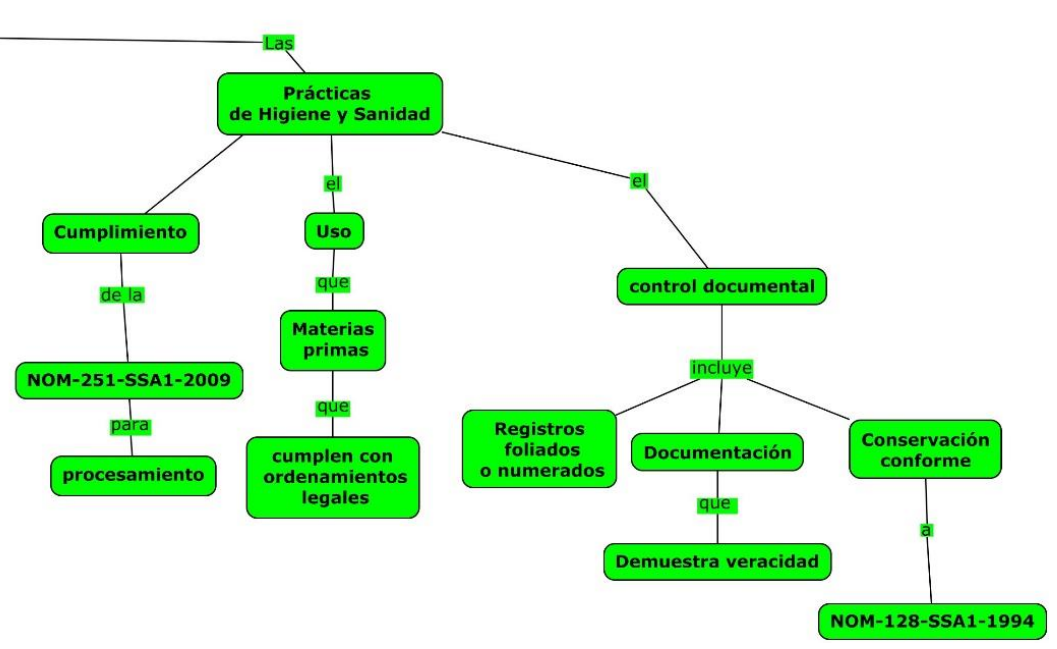 Las
Prácticas
de Higiene y Sanidad
el
el
Cumplimiento
Uso
que
de la
control documental
Materias
primas
incluye
NOM-251-SSA1-2009
que
para
Registros
foliados
o numerados
Documentación
Conservación
conforme
procesamiento
cumplen con
ordenamientos
legales
que
a
Demuestra veracidad
NOM-128-SSA1-1994